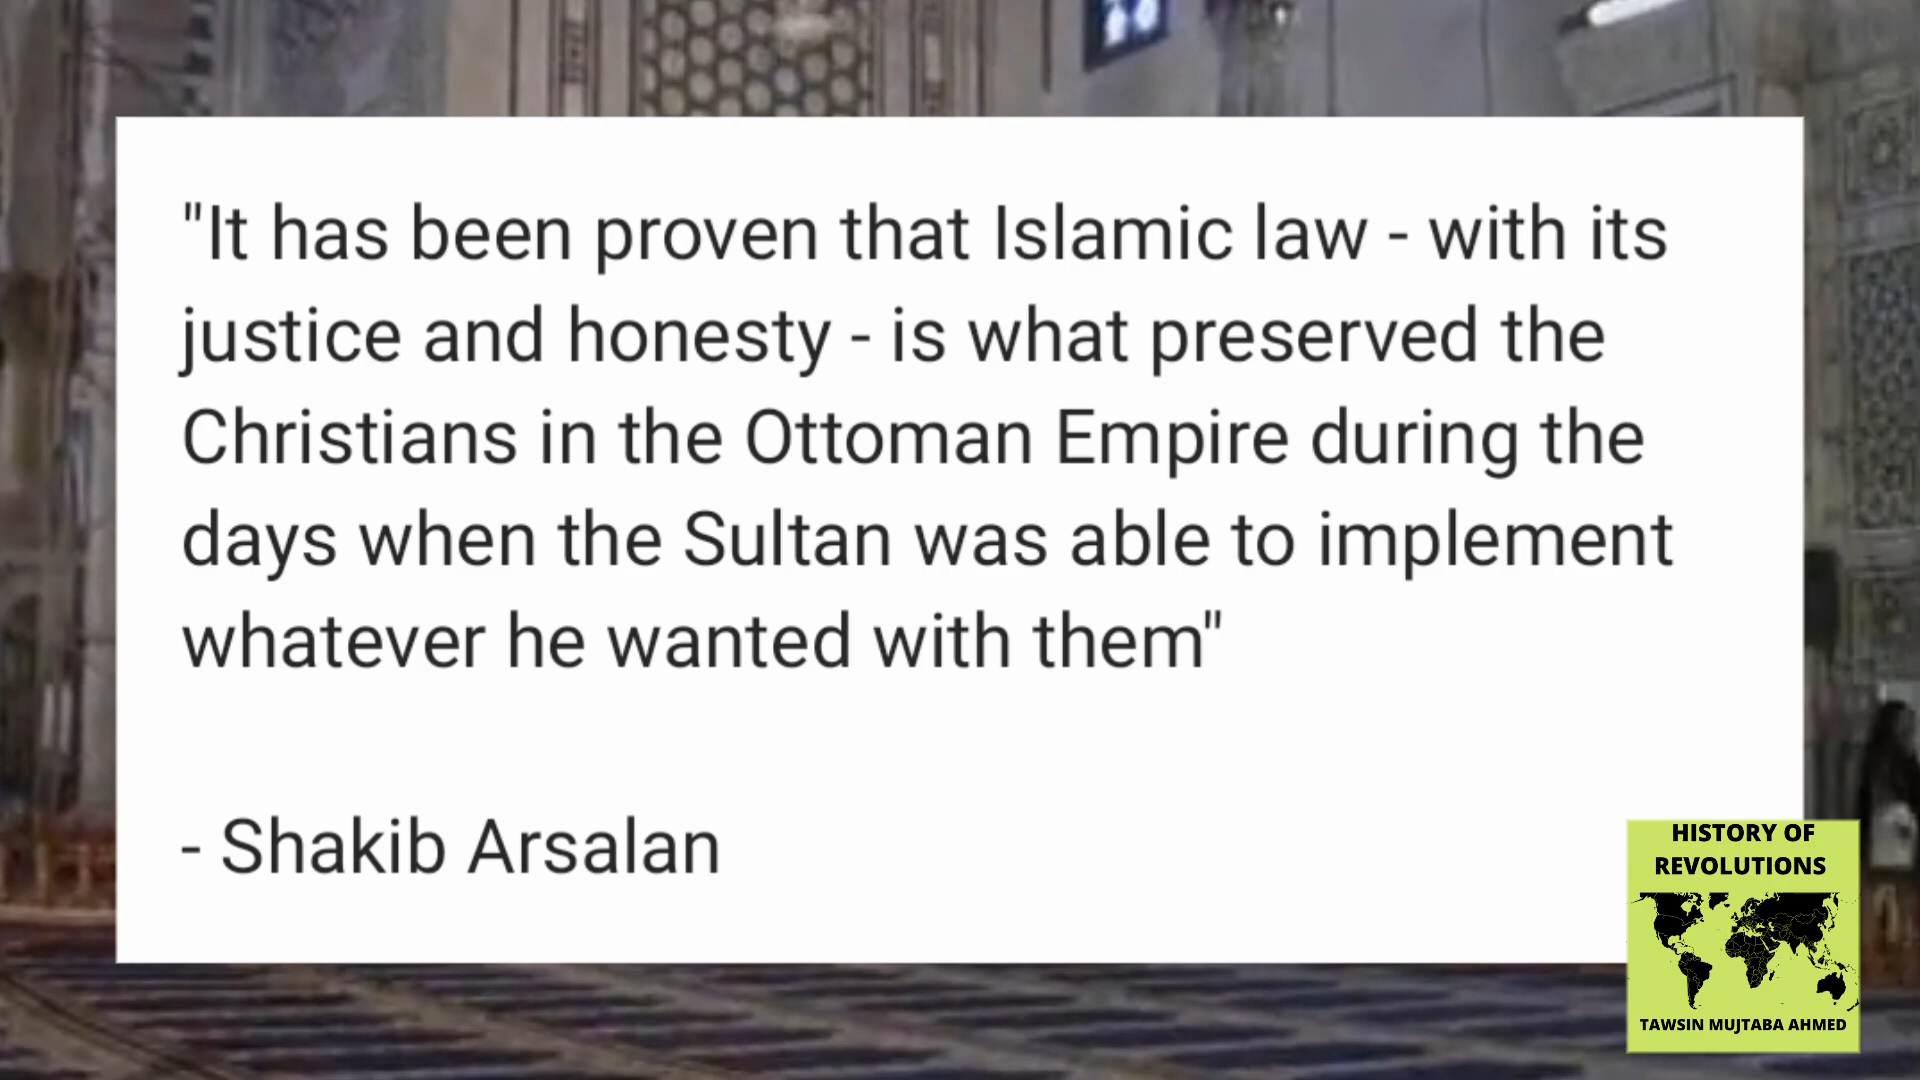 "It has been proven that Islamic law - with its
justice and honesty - is what preserved the
Christians in the Ottoman Empire during the
days when the Sultan was able to implement
whatever he wanted with them"
- Shakib Arsalan
HISTORY OF
REVOLUTIONS
TAWSIN MUJTABA AHMED